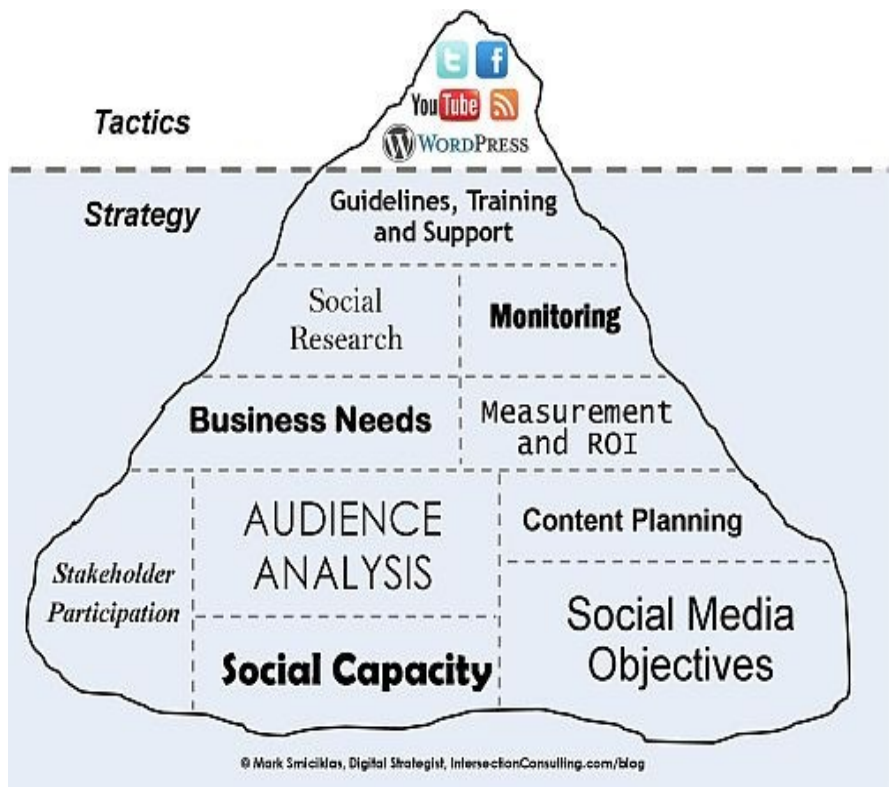 You Tube
WORDPRESS
Tactics
Strategy
Guidelines, Training
and Support
Social
Research
Monitoring
Business Needs
Measurement
and ROI
Stakeholder
Participation
AUDIENCE
ANALYSIS
Content Planning
Social Capacity
Social Media
Objectives
© Mark Smiciklas, Digital Strategist, IntersectionConsulting.com/blog